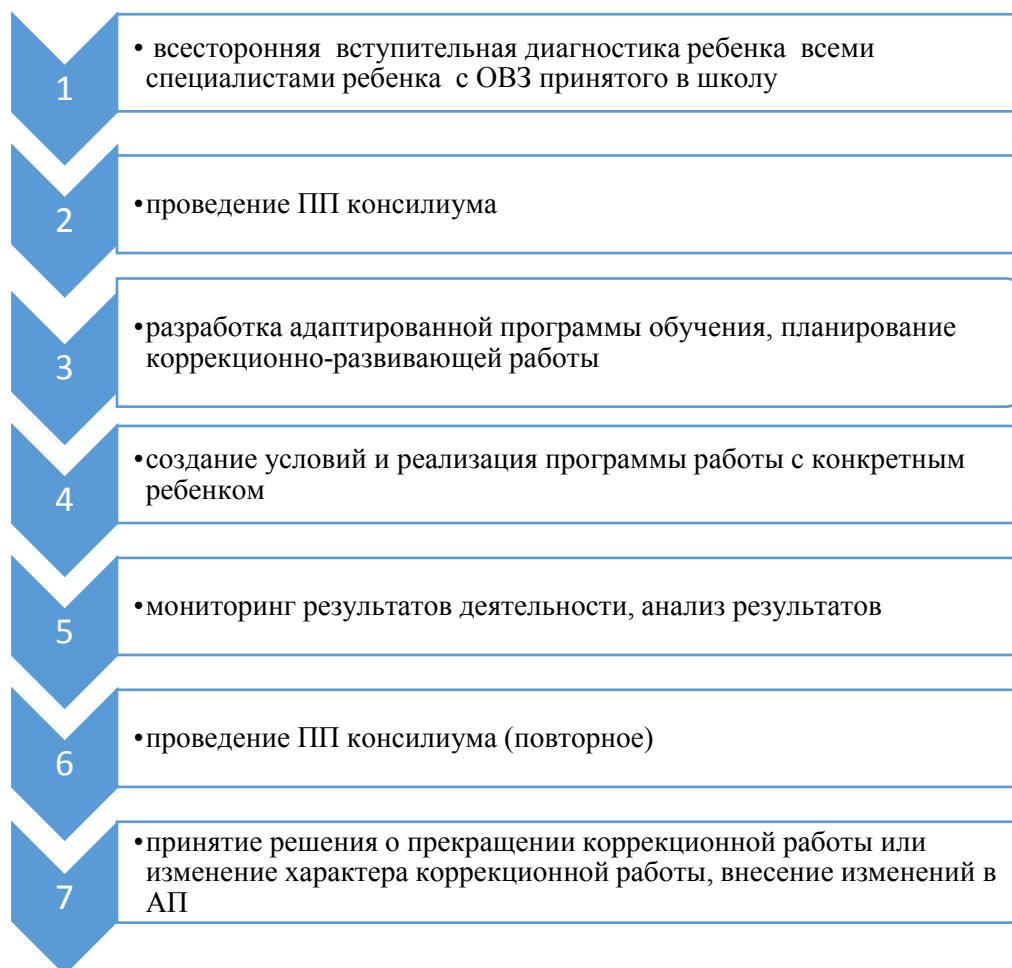 1
• всесторонняя вступительная диагностика ребенка всеми
специалистами ребенка с ОВЗ принятого в школу
2
•проведение ПП консилиума
3
•разработка адаптированной программы обучения, планирование
коррекционно-развивающей работы
4
•создание условий и реализация программы работы с конкретным
ребенком
5
•мониторинг результатов деятельности, анализ результатов
6
•проведение ПП консилиума (повторное)
7
•принятие решения о прекращении коррекционной работы или
изменение характера коррекционной работы, внесение изменений в
АП